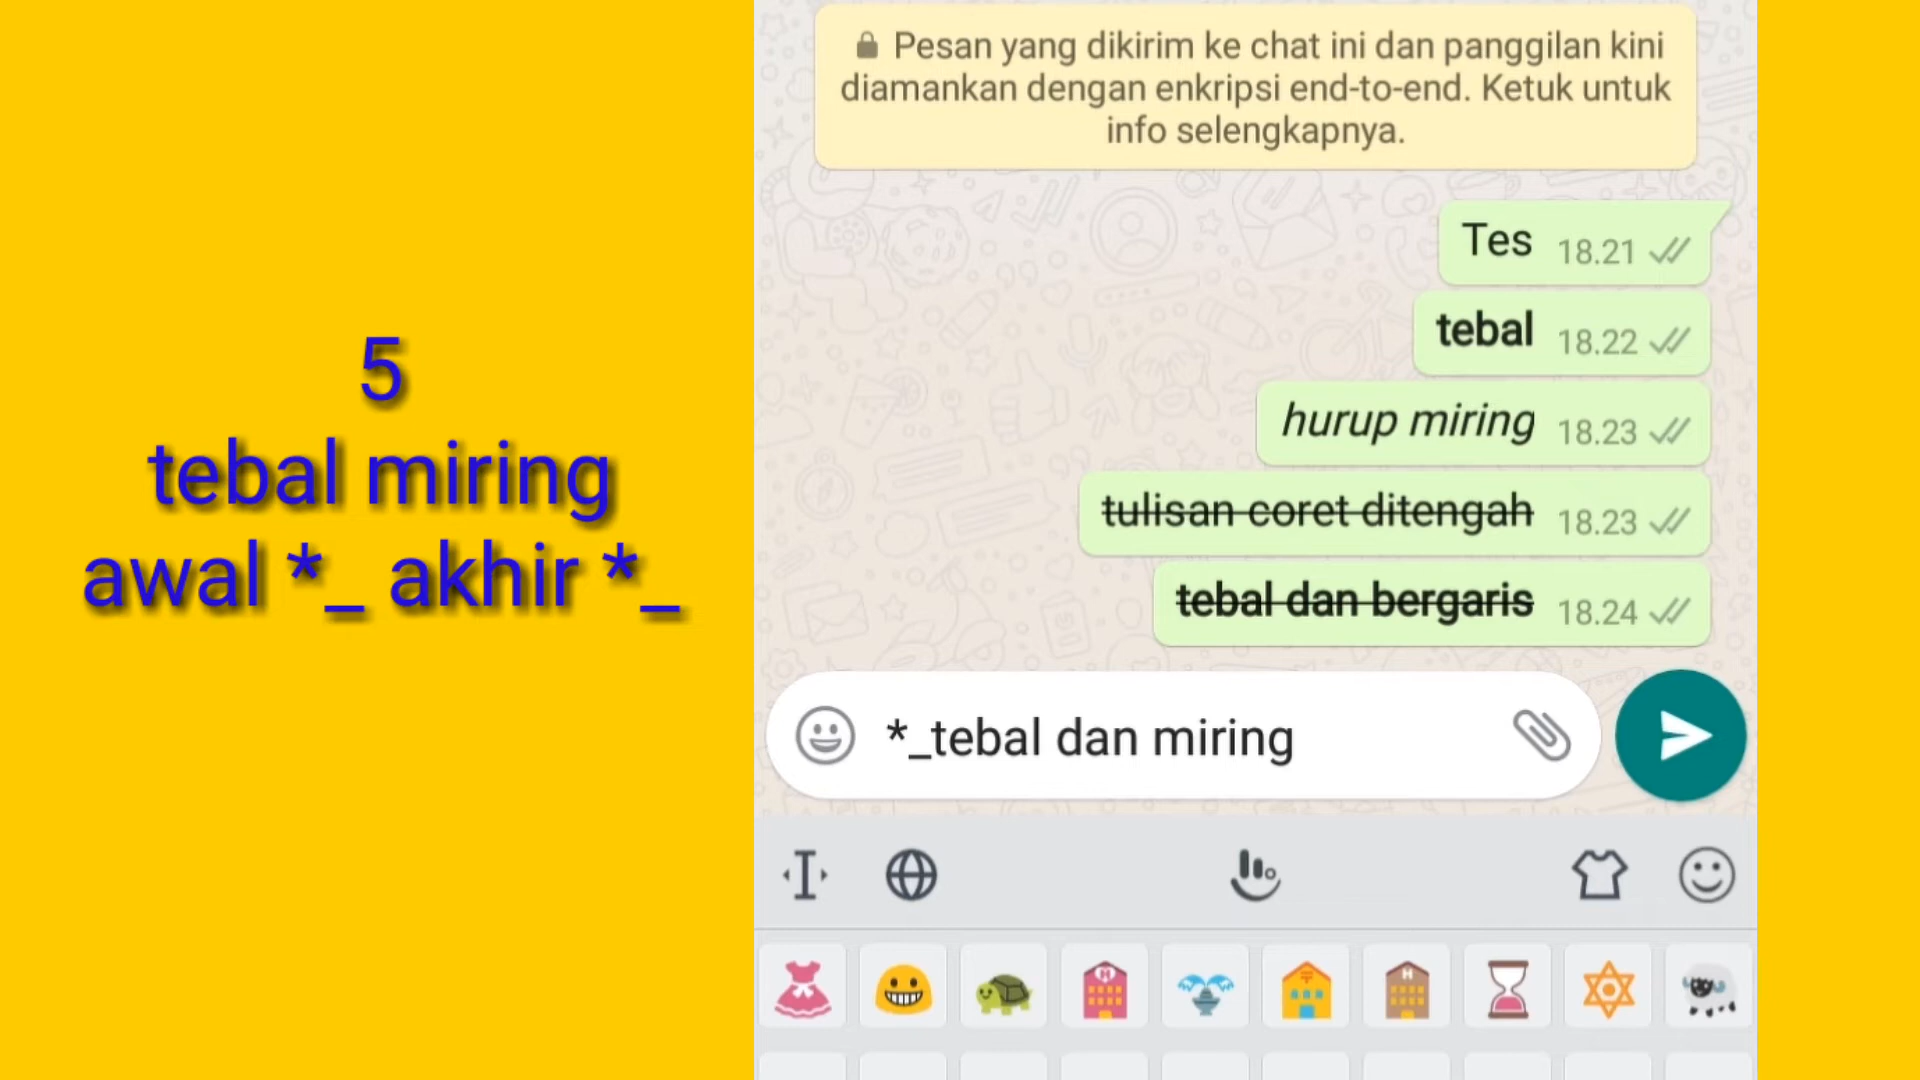 5
tebal miring
awal *_ akhir *_
Pesan yang dikirim ke chat ini dan panggilan kini
diamankan dengan enkripsi end-to-end. Ketuk untuk
info selengkapnya.
Tes 18.21
tebal 18.22
hurup miring 18.23
tulisan coret ditengah 18.23
tebal dan bergaris 18.24
*_tebal dan miring